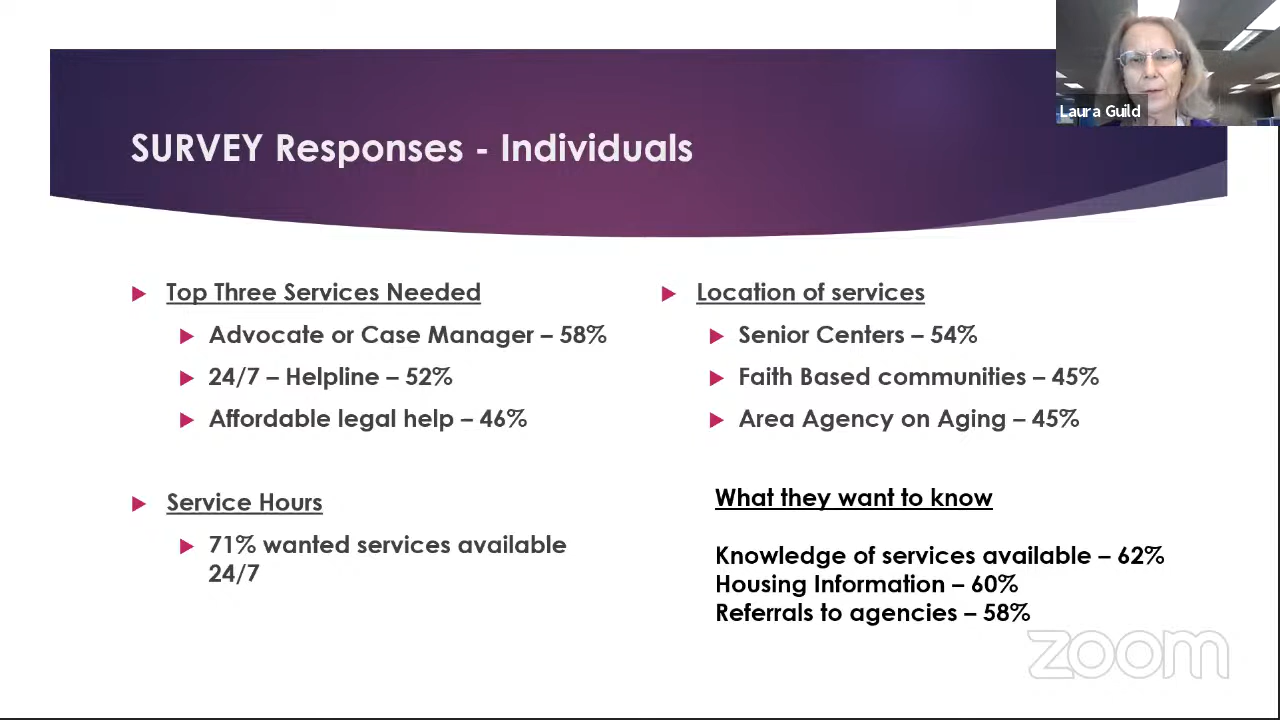 Laura Guild
SURVEY Responses - Individuals
Top Three Services Needed
Advocate or Case Manager – 58%
24/7 – Helpline – 52%
Affordable legal help – 46%
Service Hours
71% wanted services available
24/7
Location of services
Senior Centers – 54%
Faith Based communities – 45%
Area Agency on Aging – 45%
What they want to know
Knowledge of services available – 62%
Housing Information – 60%
Referrals to agencies – 58%
zoom